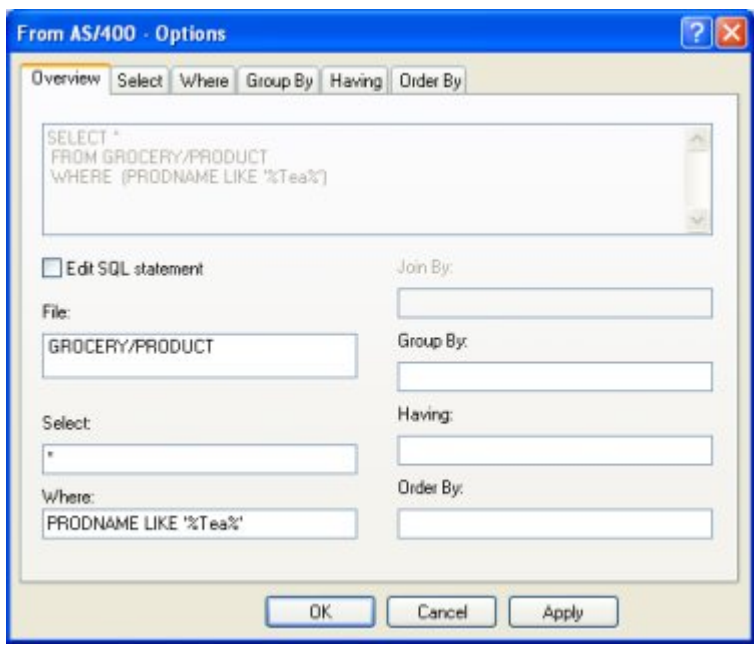 From AS/400 - Options
Overview Select Where Group By Having Order By
SELECT *
FROM GROCERY/PRODUCT
WHERE (PRODNAME LIKE '%Tea%')
Edit SQL statement
Join By:
File:
GROCERY/PRODUCT
Group By:
Select:
*
Having:
Where:
PRODNAME LIKE '%Tea%'
Order By:
OK Cancel Apply